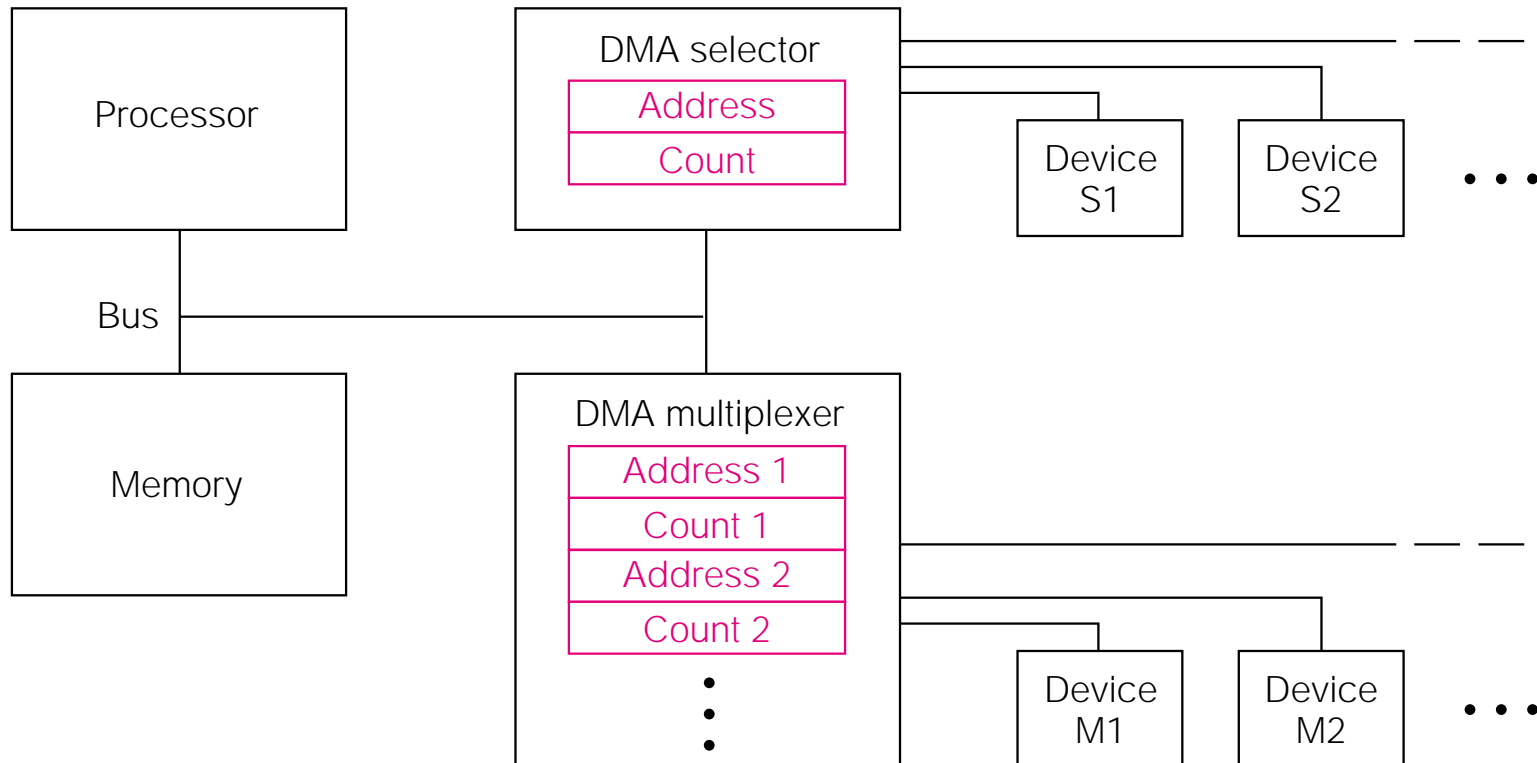 Processor
DMA selector
Address
Count
Device
S1
Device
S2
Bus
Memory
DMA multiplexer
Address 1
Count 1
Address 2
Count 2
Device
M1
Device
M2